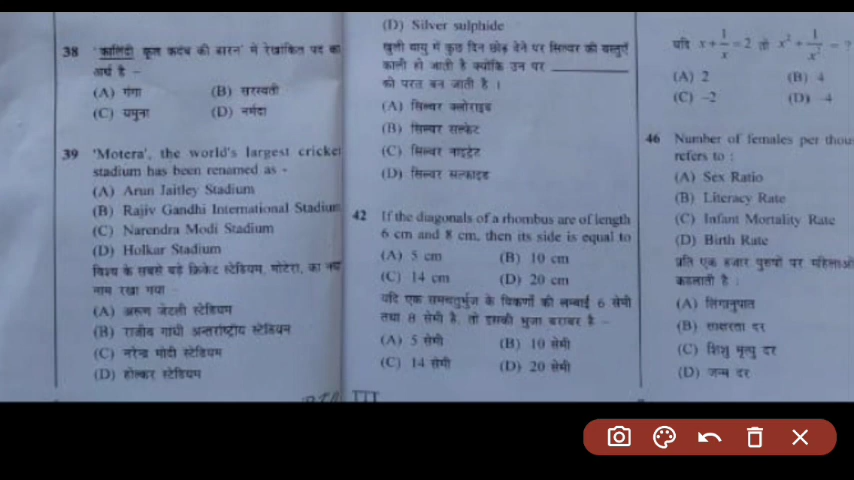 38 'कालिंदी कूल कदंब की डारन' में रेखांकित पद का
अर्थ है –
(A) गंगा (B) सरस्वती
(C) यमुना (D) नर्मदा
39 'Motera', the world's largest cricket
stadium has been renamed as -
(A) Arun Jaitley Stadium
(B) Rajiv Gandhi International Stadium
(C) Narendra Modi Stadium
(D) Holkar Stadium
विश्व के सबसे बड़े क्रिकेट स्टेडियम, मोटेरा, का नया
नाम रखा गया –
(A) अरूण जेटली स्टेडियम
(B) राजीव गांधी अन्तर्राष्ट्रीय स्टेडियम
(C) नरेन्द्र मोदी स्टेडियम
(D) होल्कर स्टेडियम
(D) Silver sulphide
खुली वायु में कुछ दिन छोड़ देने पर सिल्वर की वस्तुएँ
काली हो जाती है क्योंकि उन पर ________
की परत बन जाती है ।
(A) सिल्वर क्लोराइड
(B) सिल्वर सल्फेट
(C) सिल्वर नाइट्रेट
(D) सिल्वर सल्फाइड
42 If the diagonals of a rhombus are of length
6 cm and 8 cm, then its side is equal to
(A) 5 cm (B) 10 cm
(C) 14 cm (D) 20 cm
यदि एक समचतुर्भुज के विकर्णों की लम्बाई 6 सेमी
तथा 8 सेमी है, तो इसकी भुजा बराबर है –
(A) 5 सेमी (B) 10 सेमी
(C) 14 सेमी (D) 20 सेमी
III
यदि x+1/x=2 तो x²+1/x²=?
(A) 2 (B) 4
(C) –2 (D) –4
46 Number of females per thou
refers to :
(A) Sex Ratio
(B) Literacy Rate
(C) Infant Mortality Rate
(D) Birth Rate
प्रति एक हजार पुरुषों पर महिलाओं
कहलाती है :
(A) लिंगानुपात
(B) साक्षरता दर
(C) शिशु मृत्यु दर
(D) जन्म दर